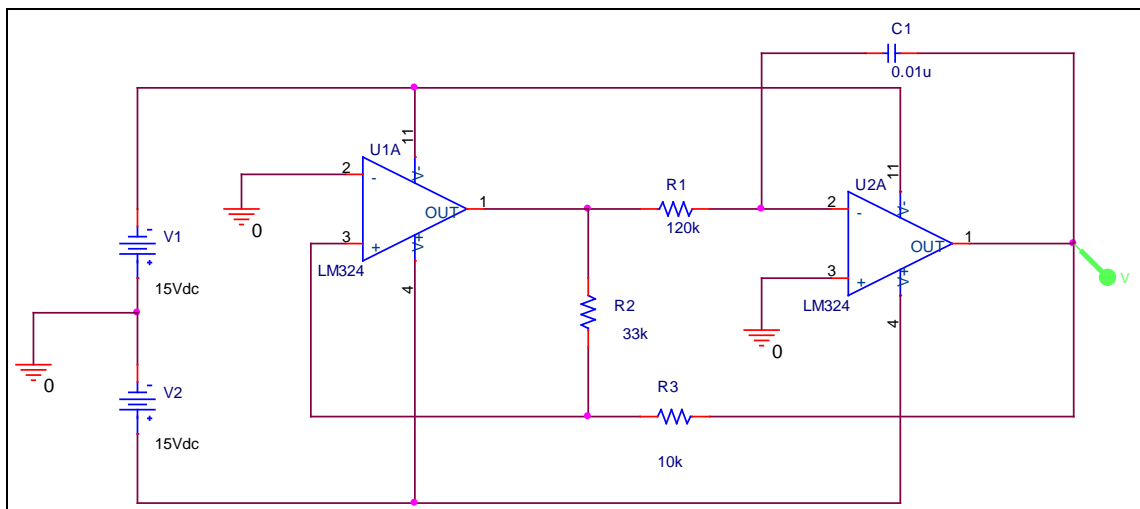 C1
0.01u
11
U1A
V-
2
-
OUT
1
3
+
V+
LM324
4
0
V1
15Vdc
0
V2
15Vdc
R1
120k
R2
33k
R3
10k
11
U2A
V-
2
-
OUT
1
3
+
V+
LM324
4
0
V